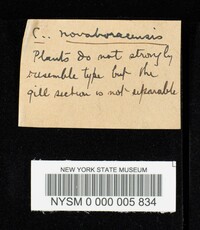 C.. novaboracensis
Plants do not strongly
resemble type but the
gill section is not separable
NEW YORK STATE MUSEUM
NYSM 0 000 005 834